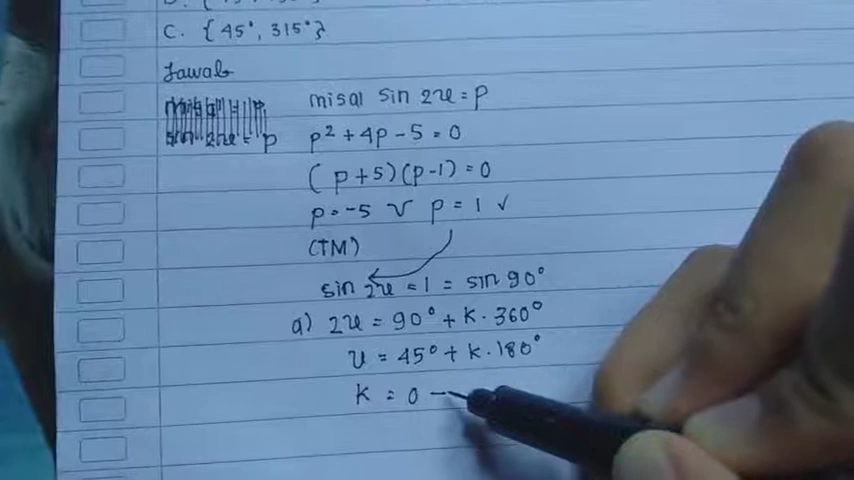 C. {45°, 315°}
Jawab
misal sin 2x = p
p² + 4p - 5 = 0
(p+5)(p-1) = 0
p = -5 ∨ p = 1 ✓
(TM)
sin 2x = 1 = sin 90°
a) 2x = 90° + k. 360°
x = 45° + k. 180°
k = 0 -